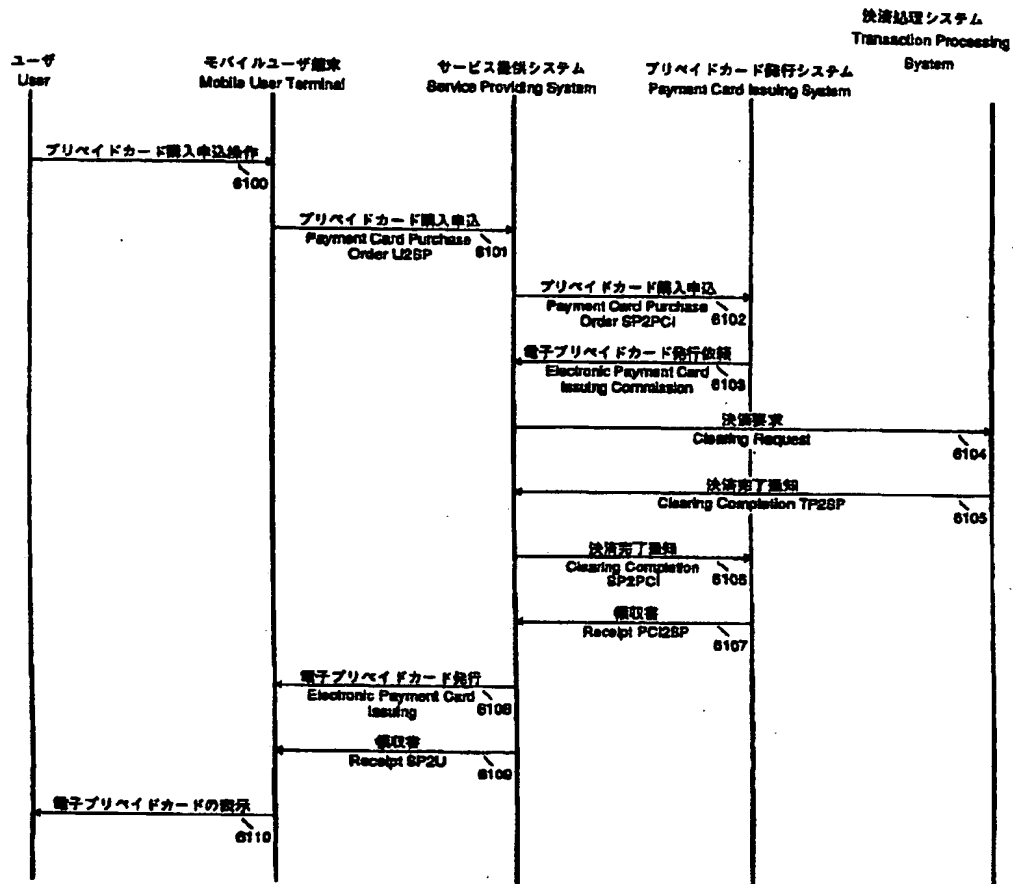 決済処理システム
Transaction Processing
System
ユーザ
User
モバイルユーザ端末
Mobile User Terminal
サービス提供システム
Service Providing System
プリペイドカード発行システム
Payment Card Issuing System
プリペイドカード購入申込操作
6100
プリペイドカード購入申込
Payment Card Purchase
Order U2SP
6101
プリペイドカード購入申込
Payment Card Purchase
Order SP2PCI
6102
電子プリペイドカード発行依頼
Electronic Payment Card
Issuing Commission
6103
決済要求
Clearing Request
6104
決済完了通知
Clearing Completion TP2SP
6105
決済完了通知
Clearing Completion
SP2PCI
6106
領収書
Receipt PCI2SP
6107
電子プリペイドカード発行
Electronic Payment Card
Issuing
6108
領収書
Receipt SP2U
6109
電子プリペイドカードの表示
6110